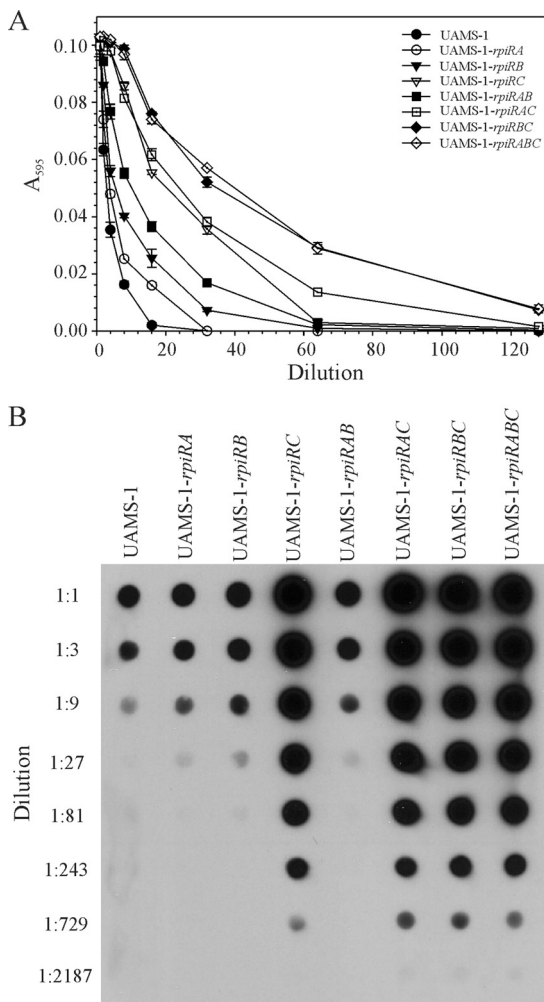 A
UAMS-1
UAMS-1-rpiRA
UAMS-1-rpiRB
UAMS-1-rpiRC
UAMS-1-rpiRAB
UAMS-1-rpiRAC
UAMS-1-rpiRBC
UAMS-1-rpiRABC
0.10
0.08
0.06
0.04
0.02
0.00
A595
0 20 40 60 80 100 120
Dilution
B
UAMS-1
UAMS-1-rpiRA
UAMS-1-rpiRB
UAMS-1-rpiRC
UAMS-1-rpiRAB
UAMS-1-rpiRAC
UAMS-1-rpiRBC
UAMS-1-rpiRABC
Dilution
1:1
1:3
1:9
1:27
1:81
1:243
1:729
1:2187